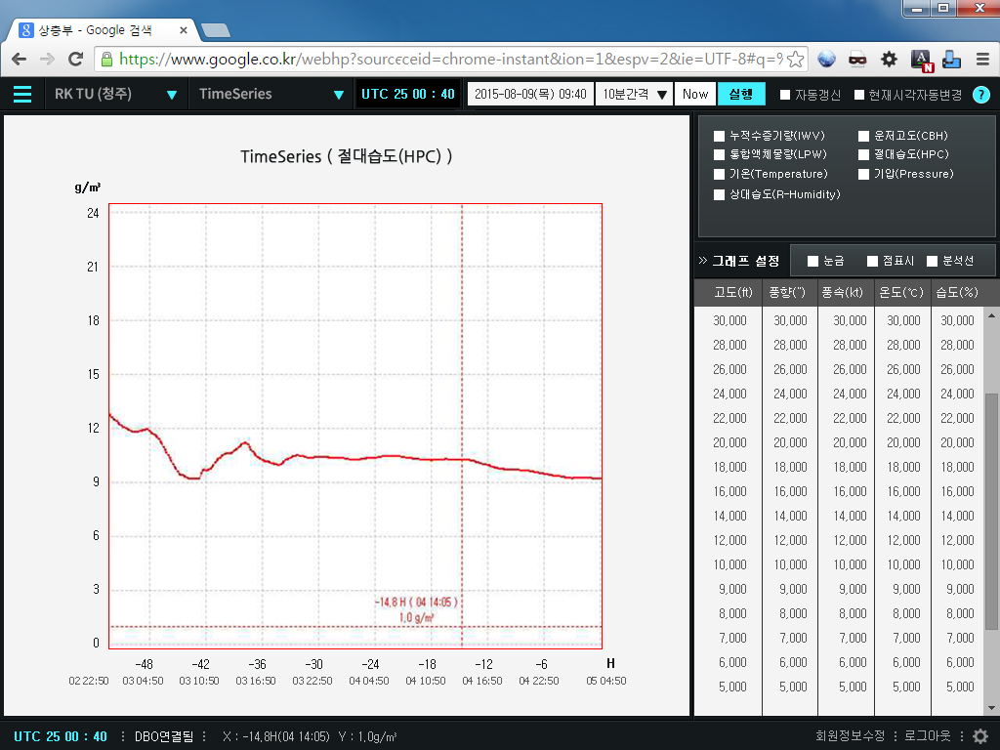 상층부 - Google 검색
https://www.google.co.kr/webhp?sourceceid=chrome-instant&ion=1&espv=2&ie=UTF-8#q=%
RK TU (청주) ▼ TimeSeries ▼ UTC 25 00 : 40 2015-08-09(목) 09:40 10분간격 ▼ Now 실행 자동갱신 현재시각자동변경 ?
TimeSeries ( 절대습도(HPC) )
g/m³
24
21
18
15
12
9
6
3
0
-14.8 H ( 04 14:05 )
1.0 g/m³
-48 -42 -36 -30 -24 -18 -12 -6 H
02 22:50 03 04:50 03 10:50 03 16:50 03 22:50 04 04:50 04 10:50 04 16:50 04 22:50 05 04:50
누적수증기량(IWV) 운저고도(CBH)
통합액체물량(LPW) 절대습도(HPC)
기온(Temperature) 기압(Pressure)
상대습도(R-Humidity)
» 그래프 설정 눈금 점표시 분석선
고도(ft) 풍향(˚) 풍속(kt) 온도(℃) 습도(%)
30,000 30,000 30,000 30,000 30,000
28,000 28,000 28,000 28,000 28,000
26,000 26,000 26,000 26,000 26,000
24,000 24,000 24,000 24,000 24,000
22,000 22,000 22,000 22,000 22,000
20,000 20,000 20,000 20,000 20,000
18,000 18,000 18,000 18,000 18,000
16,000 16,000 16,000 16,000 16,000
14,000 14,000 14,000 14,000 14,000
12,000 12,000 12,000 12,000 12,000
10,000 10,000 10,000 10,000 10,000
9,000 9,000 9,000 9,000 9,000
8,000 8,000 8,000 8,000 8,000
7,000 7,000 7,000 7,000 7,000
6,000 6,000 6,000 6,000 6,000
5,000 5,000 5,000 5,000 5,000
UTC 25 00 : 40 ⋮ DB0연결됨 ⋮ X : -14.8H(04 14:05) Y : 1.0g/m³ 회원정보수정 ⋮ 로그아웃 ⋮